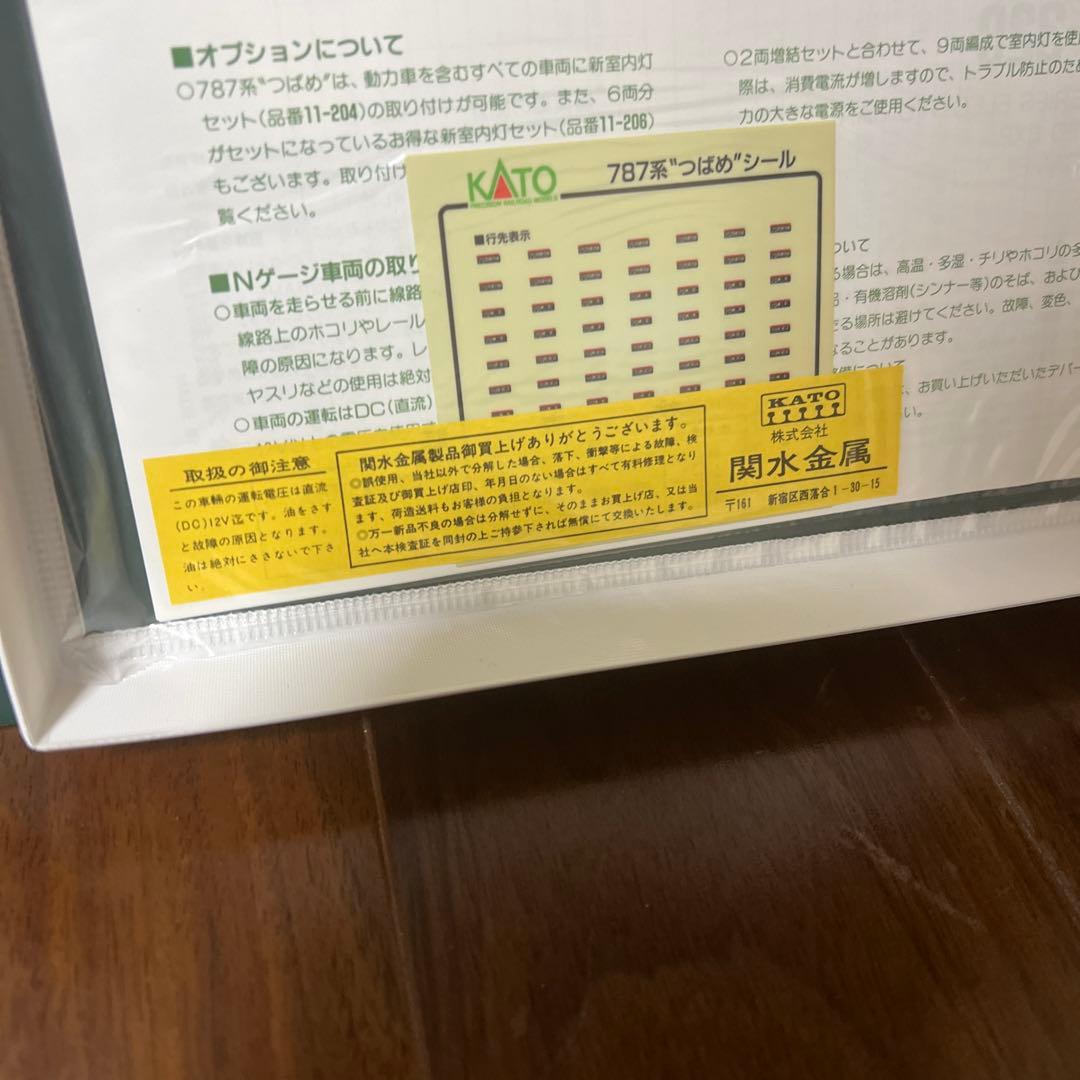 ■オプションについて
○787系“つばめ”は、動力車を含むすべての車両に新室内灯
セット(品番11-204)の取り付けが可能です。また、6両分
がセットになっているお得な新室内灯セット(品番11-206)
もございます。取り付け
覧ください。
■Nゲージ車両の取り
○車両を走らせる前に線路
線路上のホコリやレール
障の原因になります。レ
ヤスリなどの使用は絶対
○車両の運転はDC(直流)
○2両増結セットと合わせて、9両編成で室内灯を使
際は、消費電流が増しますので、トラブル防止のため
力の大きな電源をご使用ください。
ついて
る場合は、高温・多湿・チリやホコリの多
・有機溶剤(シンナー等)のそば、および
る場所は避けてください。故障、変色、
なることがあります。
について
、お買い上げいただいたデパー
い。
KATO
PRECISION RAILROAD MODELS
787系“つばめ”シール
■行先表示
取扱の御注意
この車輛の運転電圧は直流
(DC)12V迄です。油をさす
と故障の原因となります。
油は絶対にささないで下さ
い。
関水金属製品御買上げありがとうございます。
○誤使用、当社以外で分解した場合、落下、衝撃等による故障、検
査証及び御買上げ店印、年月日のない場合はすべて有料修理となり
ます、荷造送料もお客様の負担となります。
○万一新品不良の場合は分解せずに、そのままお買上げ店、又は当
社へ本検査証を同封の上ご持参下されば無償にて交換いたします。
KATO
株式会社
関水金属
〒161 新宿区西落合1-30-15